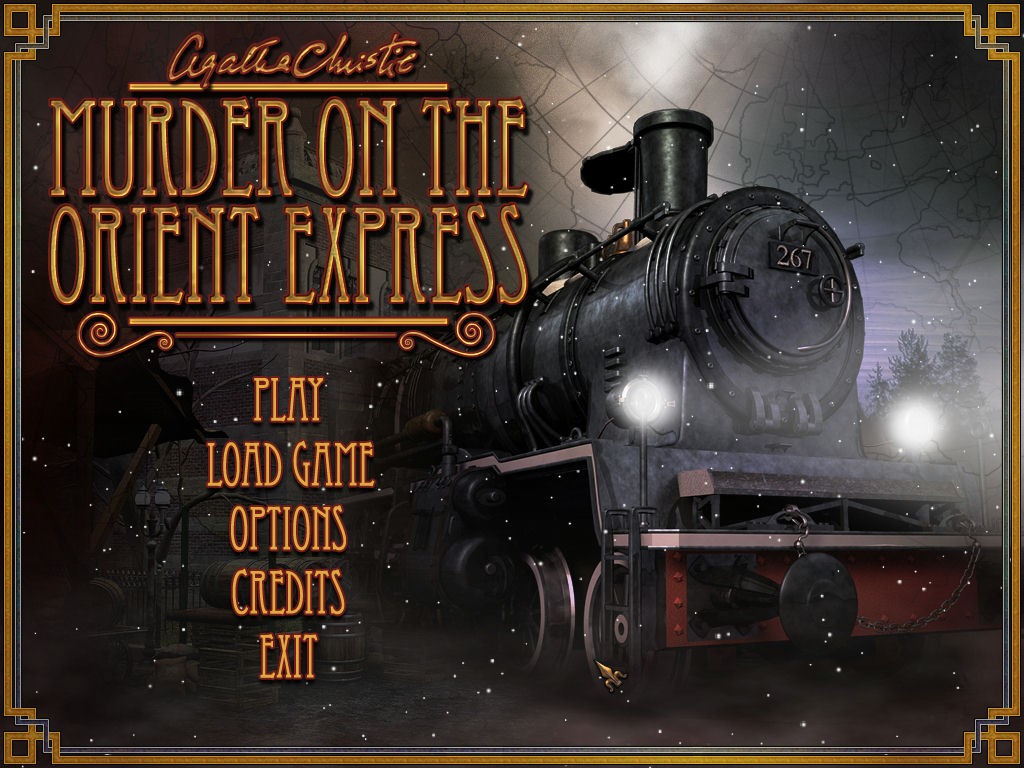 Agatha Christie
MURDER ON THE
ORIENT EXPRESS
267
PLAY
LOAD GAME
OPTIONS
CREDITS
EXIT